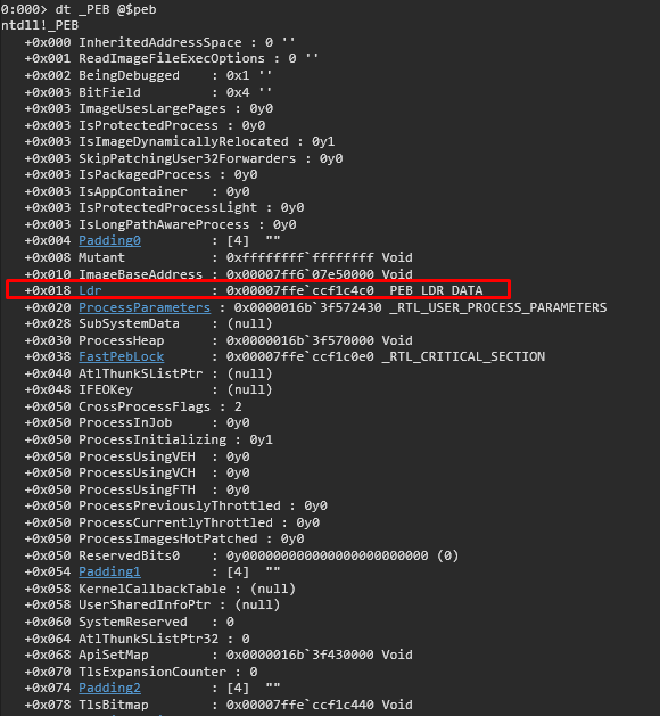 0:000> dt _PEB @$peb
ntdll!_PEB
+0x000 InheritedAddressSpace : 0 ''
+0x001 ReadImageFileExecOptions : 0 ''
+0x002 BeingDebugged    : 0x1 ''
+0x003 BitField         : 0x4 ''
+0x003 ImageUsesLargePages : 0y0
+0x003 IsProtectedProcess : 0y0
+0x003 IsImageDynamicallyRelocated : 0y1
+0x003 SkipPatchingUser32Forwarders : 0y0
+0x003 IsPackagedProcess : 0y0
+0x003 IsAppContainer   : 0y0
+0x003 IsProtectedProcessLight : 0y0
+0x003 IsLongPathAwareProcess : 0y0
+0x004 Padding0         : [4]  ""
+0x008 Mutant           : 0xffffffff`ffffffff Void
+0x010 ImageBaseAddress : 0x00007ff6`07e50000 Void
+0x018 Ldr              : 0x00007ffe`ccf1c4c0 _PEB_LDR_DATA
+0x020 ProcessParameters : 0x0000016b`3f572430 _RTL_USER_PROCESS_PARAMETERS
+0x028 SubSystemData    : (null)
+0x030 ProcessHeap      : 0x0000016b`3f570000 Void
+0x038 FastPebLock      : 0x00007ffe`ccf1c0e0 _RTL_CRITICAL_SECTION
+0x040 AtlThunkSListPtr : (null)
+0x048 IFEOKey          : (null)
+0x050 CrossProcessFlags : 2
+0x050 ProcessInJob     : 0y0
+0x050 ProcessInitializing : 0y1
+0x050 ProcessUsingVEH  : 0y0
+0x050 ProcessUsingVCH  : 0y0
+0x050 ProcessUsingFTH  : 0y0
+0x050 ProcessPreviouslyThrottled : 0y0
+0x050 ProcessCurrentlyThrottled : 0y0
+0x050 ProcessImagesHotPatched : 0y0
+0x050 ReservedBits0    : 0y000000000000000000000000 (0)
+0x054 Padding1         : [4]  ""
+0x058 KernelCallbackTable : (null)
+0x058 UserSharedInfoPtr : (null)
+0x060 SystemReserved   : 0
+0x064 AtlThunkSListPtr32 : 0
+0x068 ApiSetMap        : 0x0000016b`3f430000 Void
+0x070 TlsExpansionCounter : 0
+0x074 Padding2         : [4]  ""
+0x078 TlsBitmap        : 0x00007ffe`ccf1c440 Void